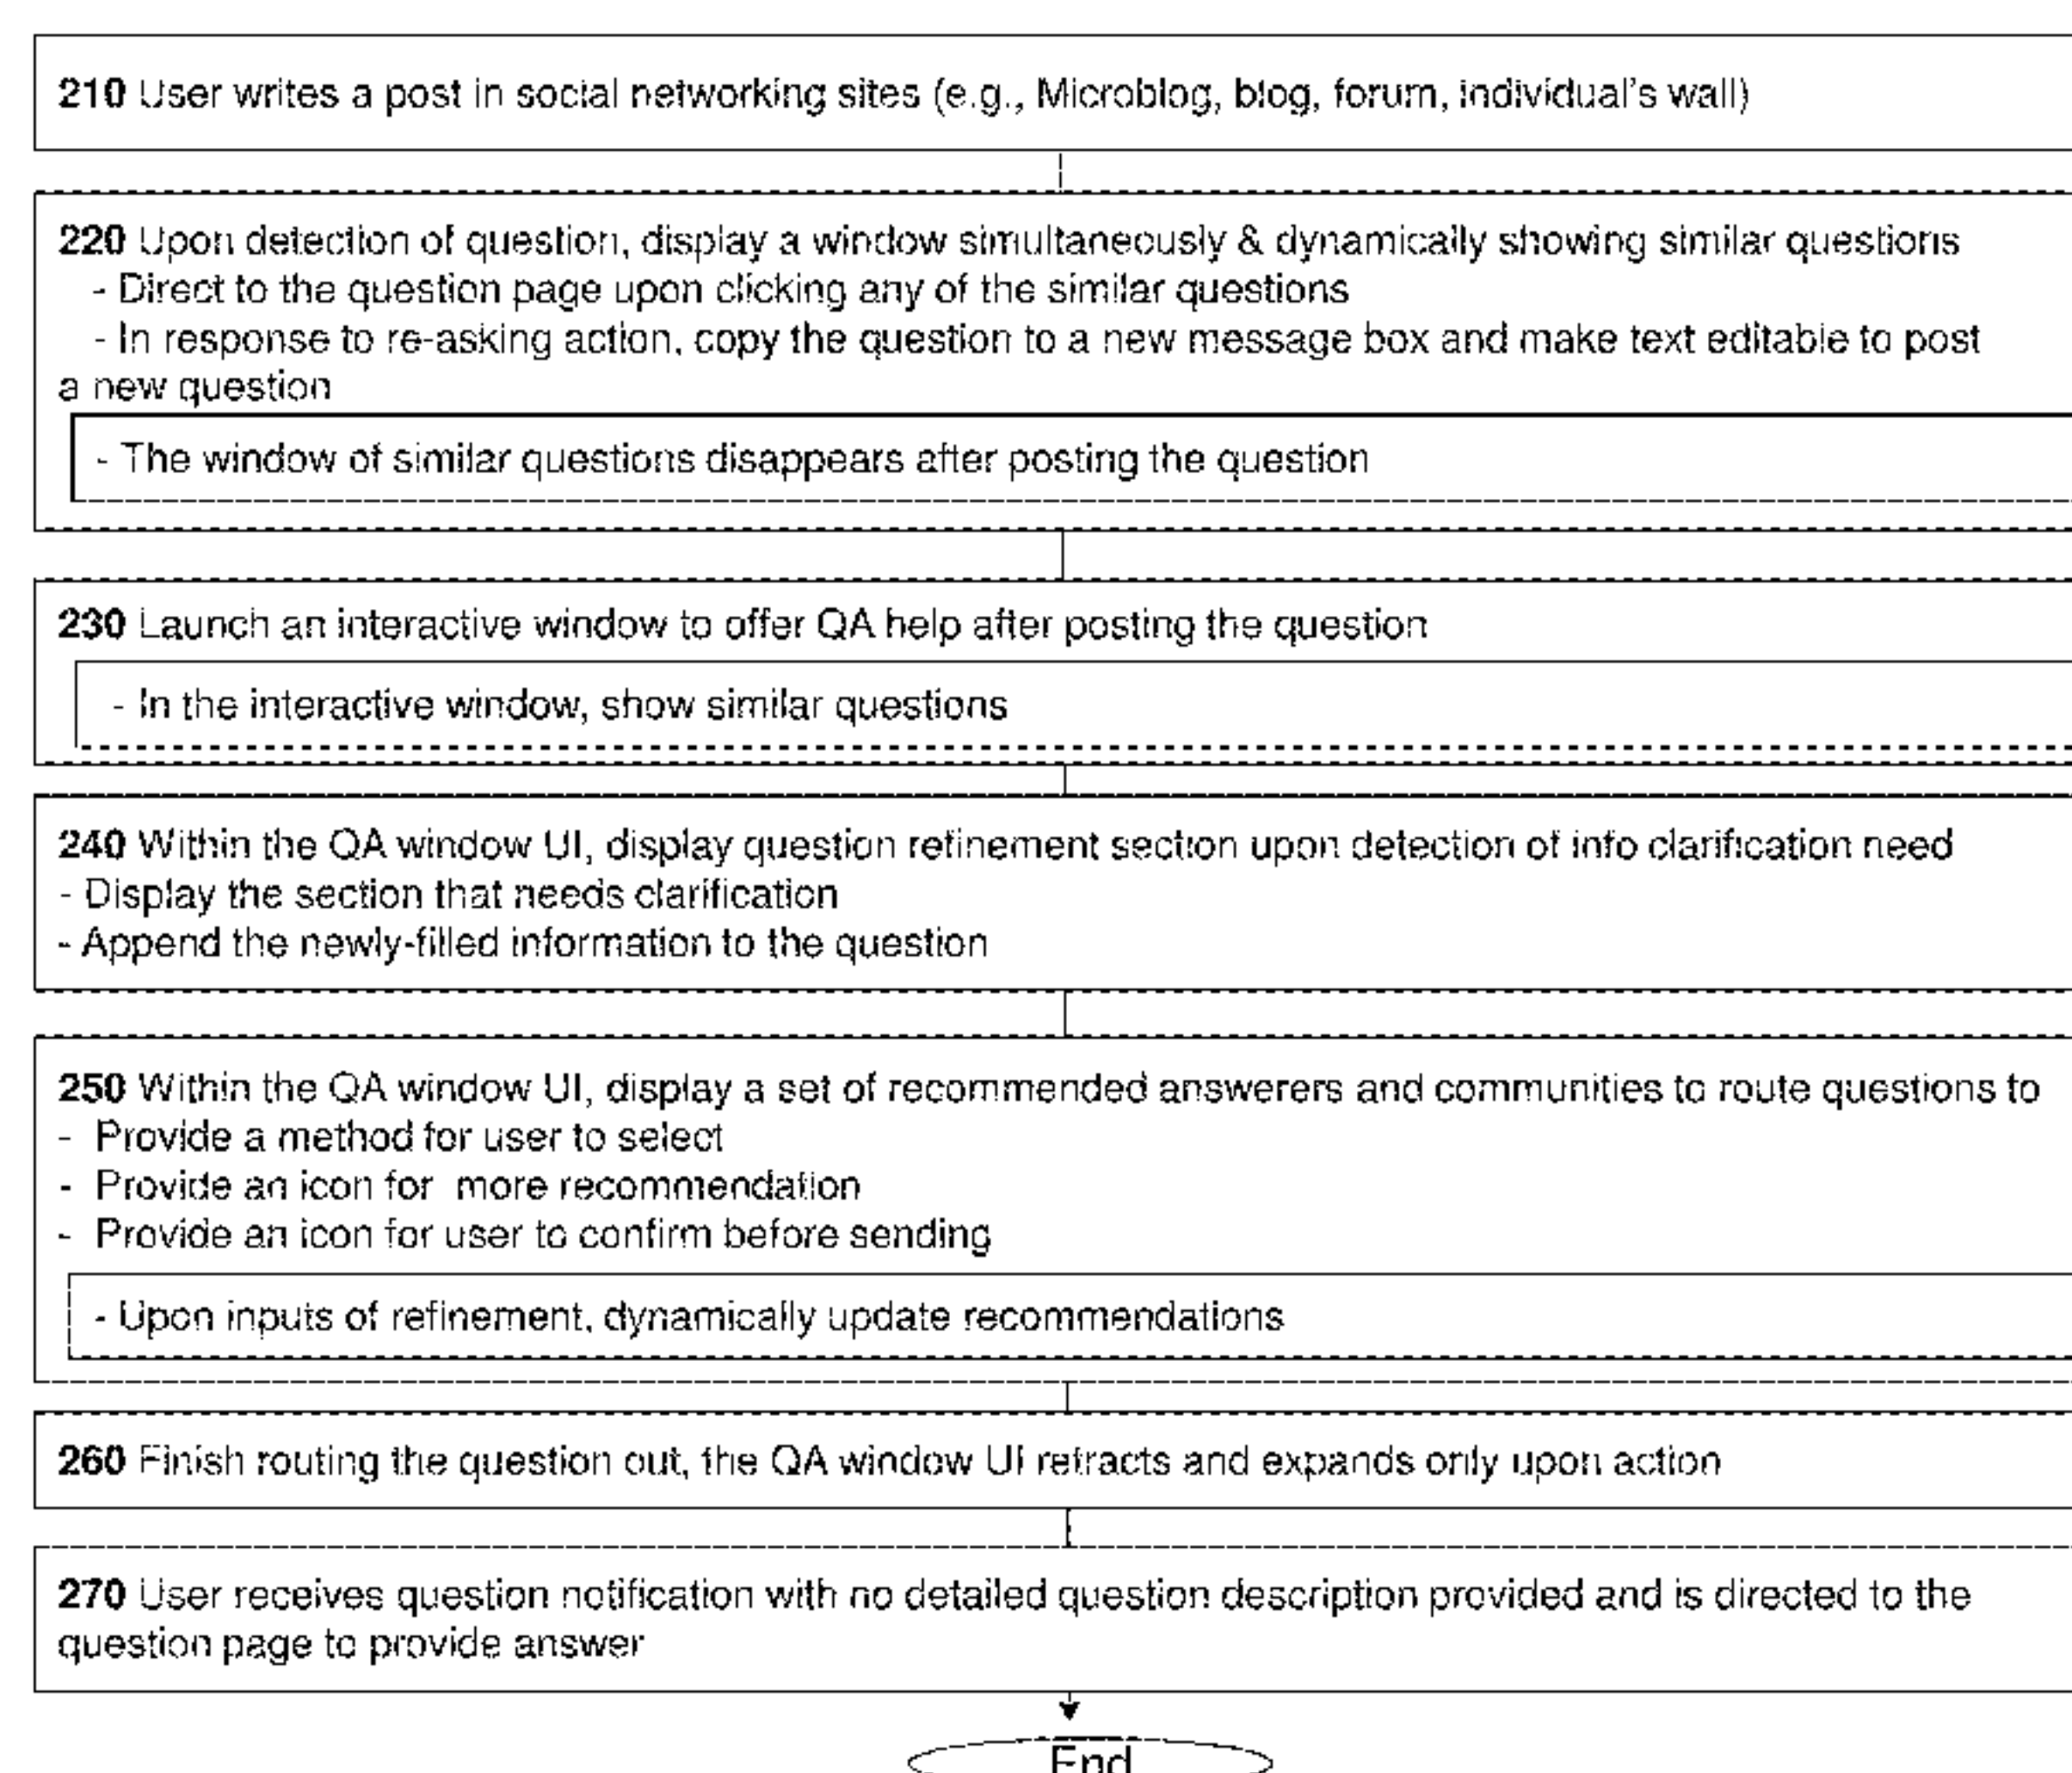 210 User writes a post in social networking sites (e.g., Microblog, blog, forum, individual's wall)
220 Upon detection of question, display a window simultaneously & dynamically showing similar questions
- Direct to the question page upon clicking any of the similar questions
- In response to re-asking action, copy the question to a new message box and make text editable to post
a new question
- The window of similar questions disappears after posting the question
230 Launch an interactive window to offer QA help after posting the question
- In the interactive window, show similar questions
240 Within the QA window UI, display question refinement section upon detection of info clarification need
- Display the section that needs clarification
- Append the newly-filled information to the question
250 Within the QA window UI, display a set of recommended answerers and communities to route questions to
- Provide a method for user to select
- Provide an icon for more recommendation
- Provide an icon for user to confirm before sending
- Upon inputs of refinement, dynamically update recommendations
260 Finish routing the question out, the QA window UI retracts and expands only upon action
270 User receives question notification with no detailed question description provided and is directed to the
question page to provide answer
End